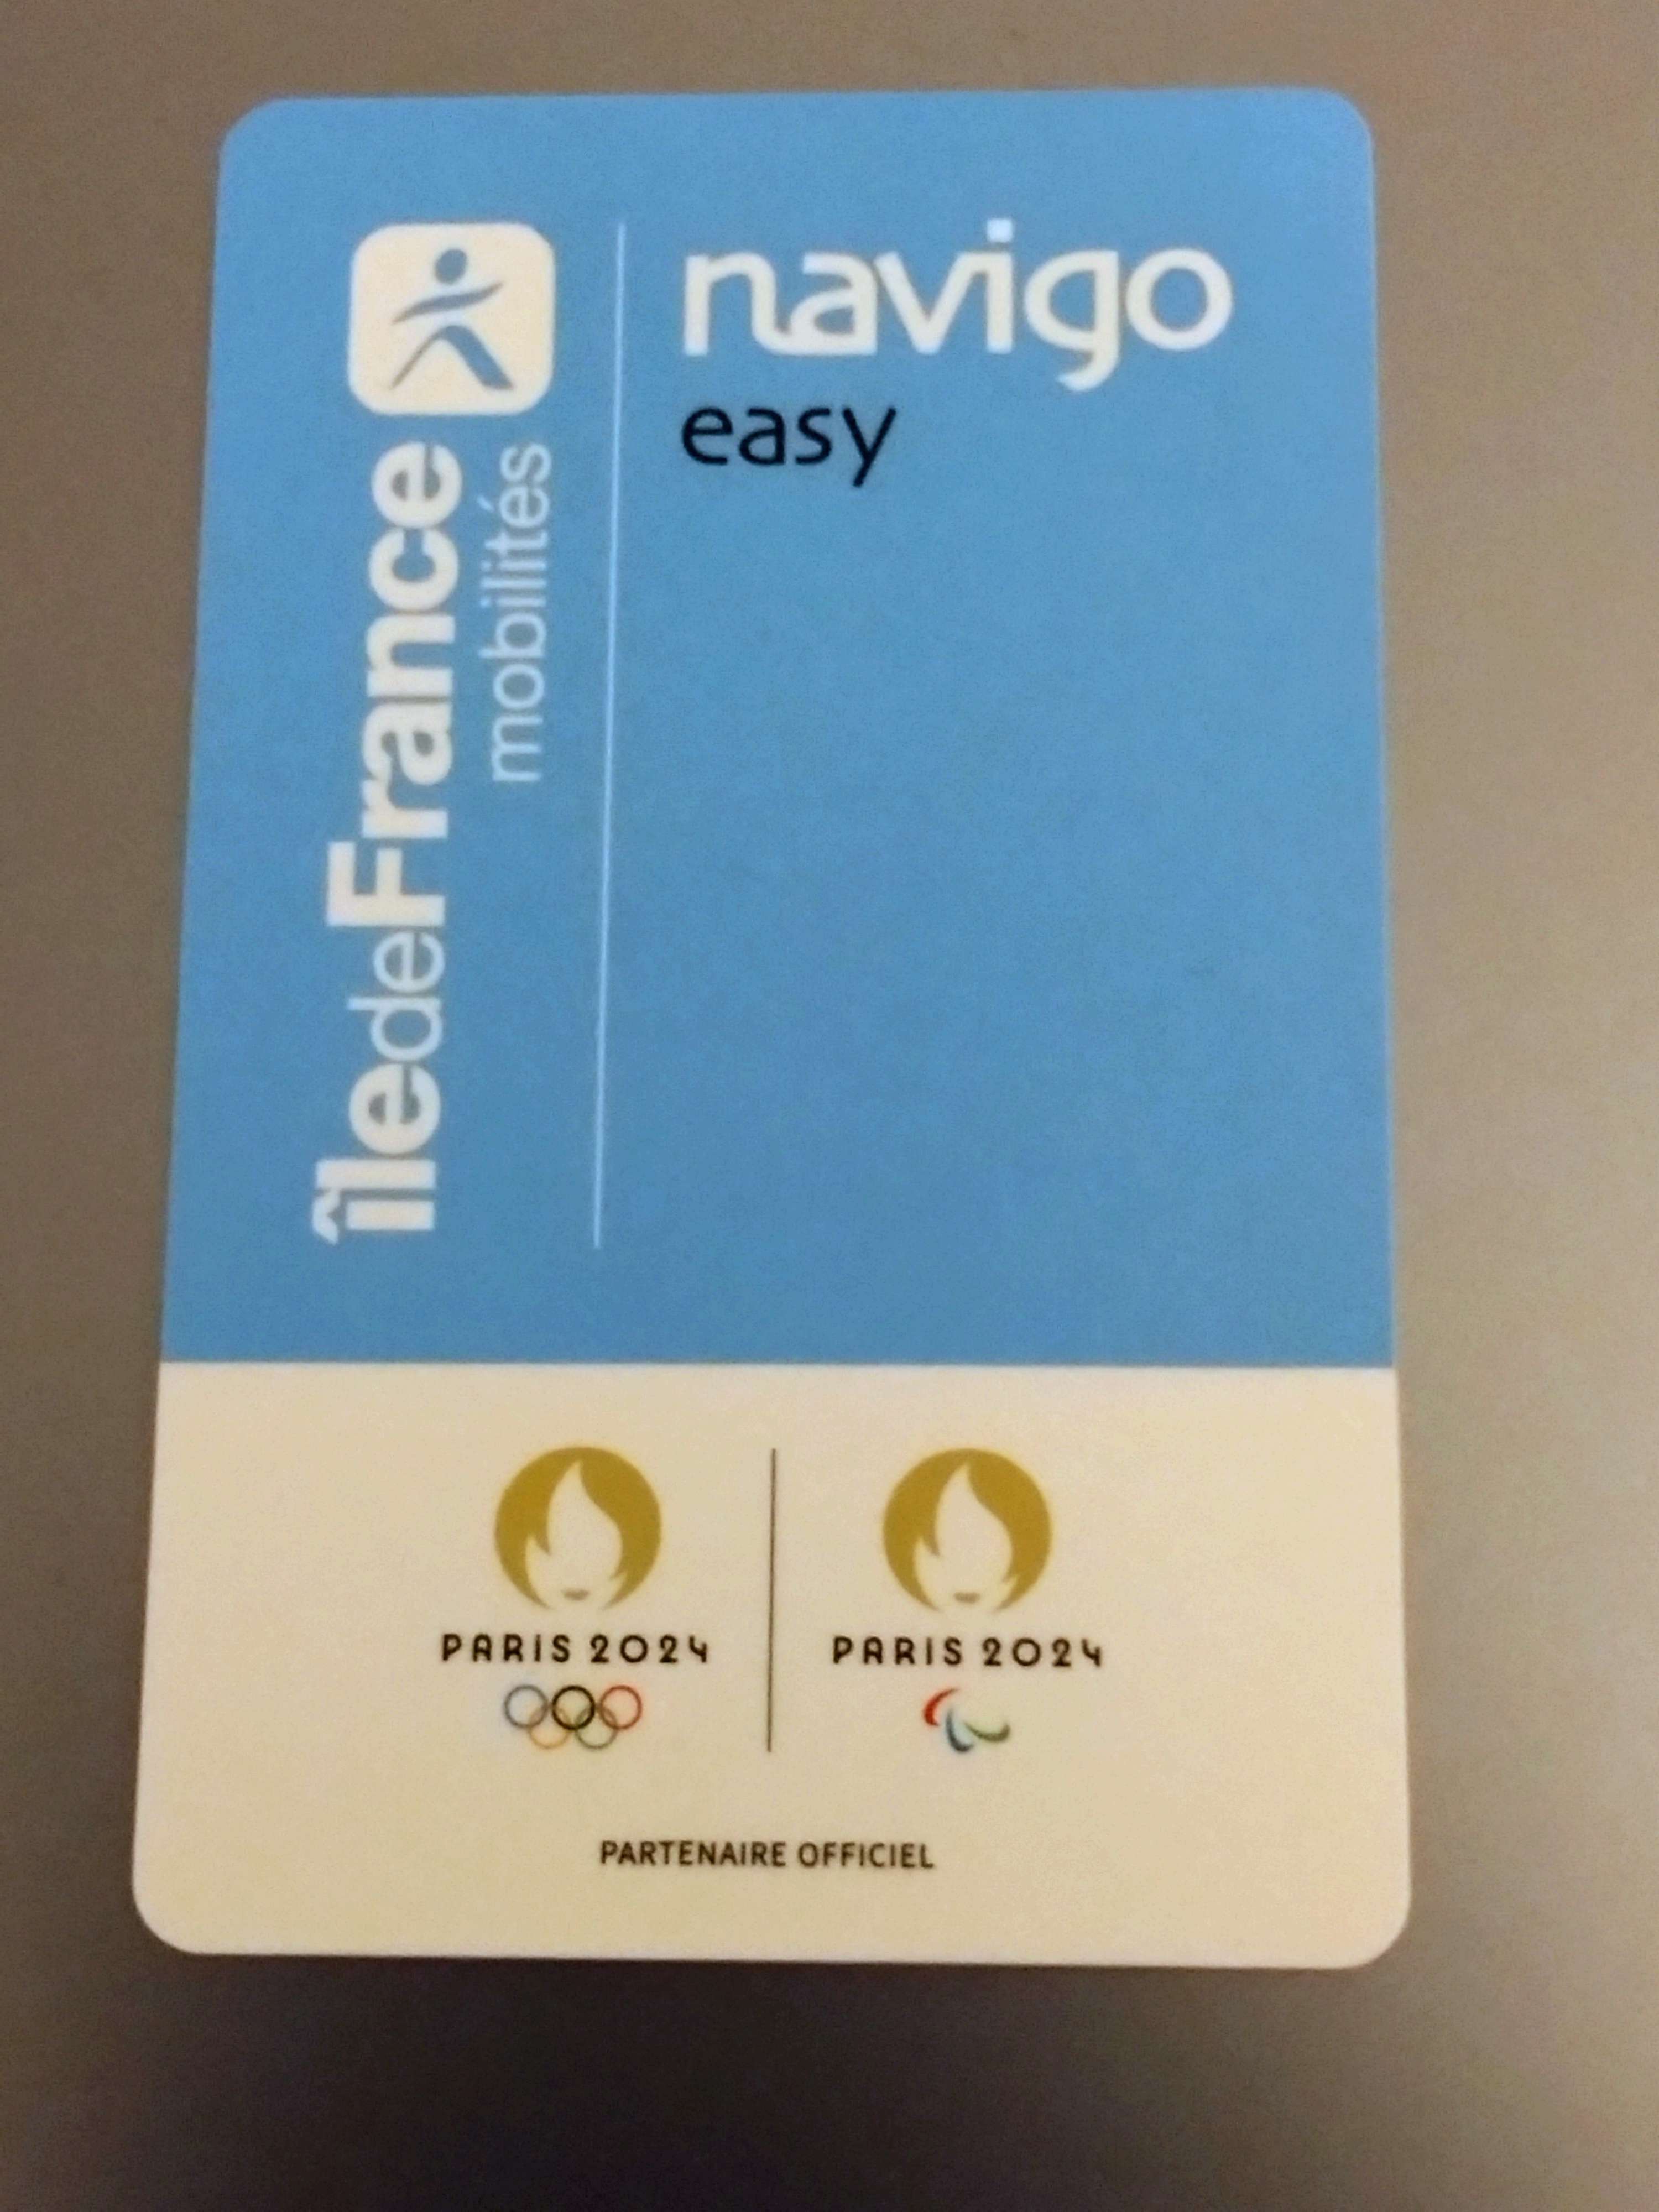 navigo
easy
îledeFrance
mobilités
PARIS 2024
PARIS 2024
PARTENAIRE OFFICIEL